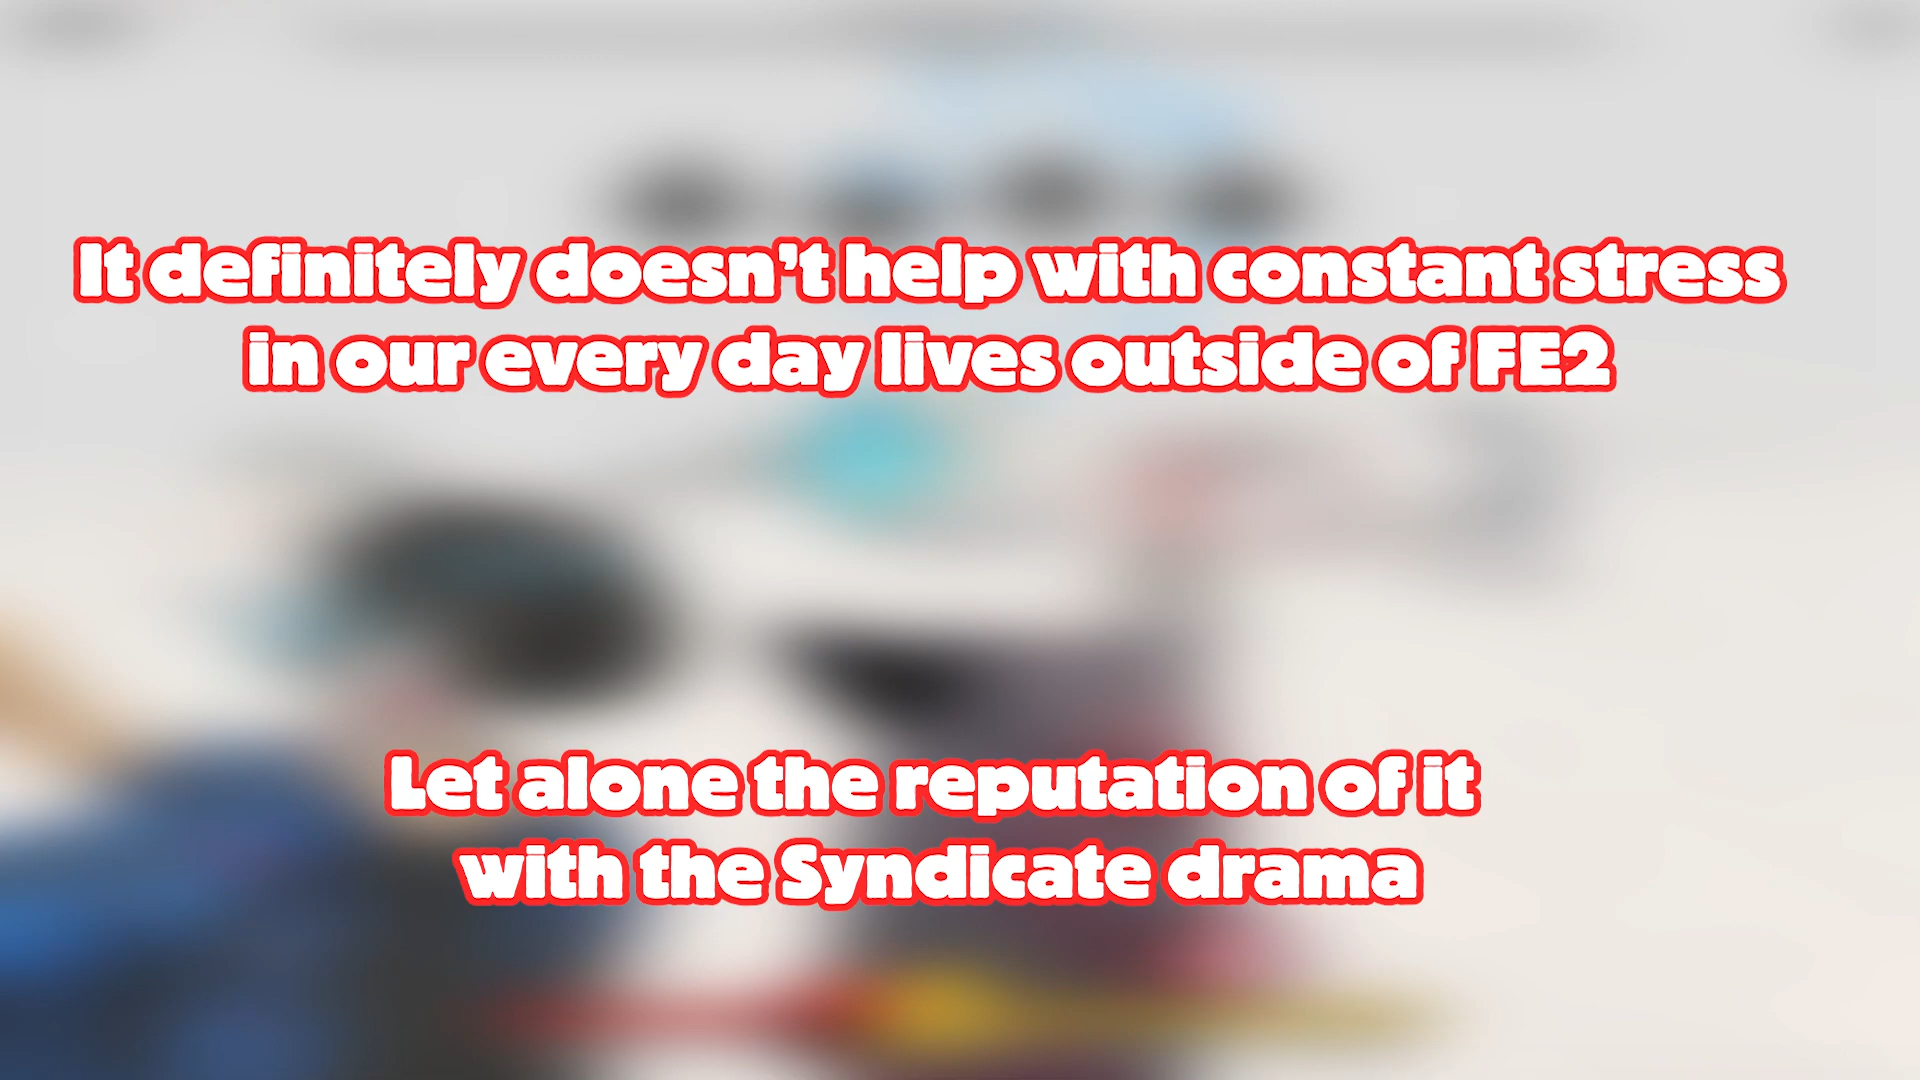 It definitely doesn't help with constant stress
in our every day lives outside of FE2
Let alone the reputation of it
with the Syndicate drama